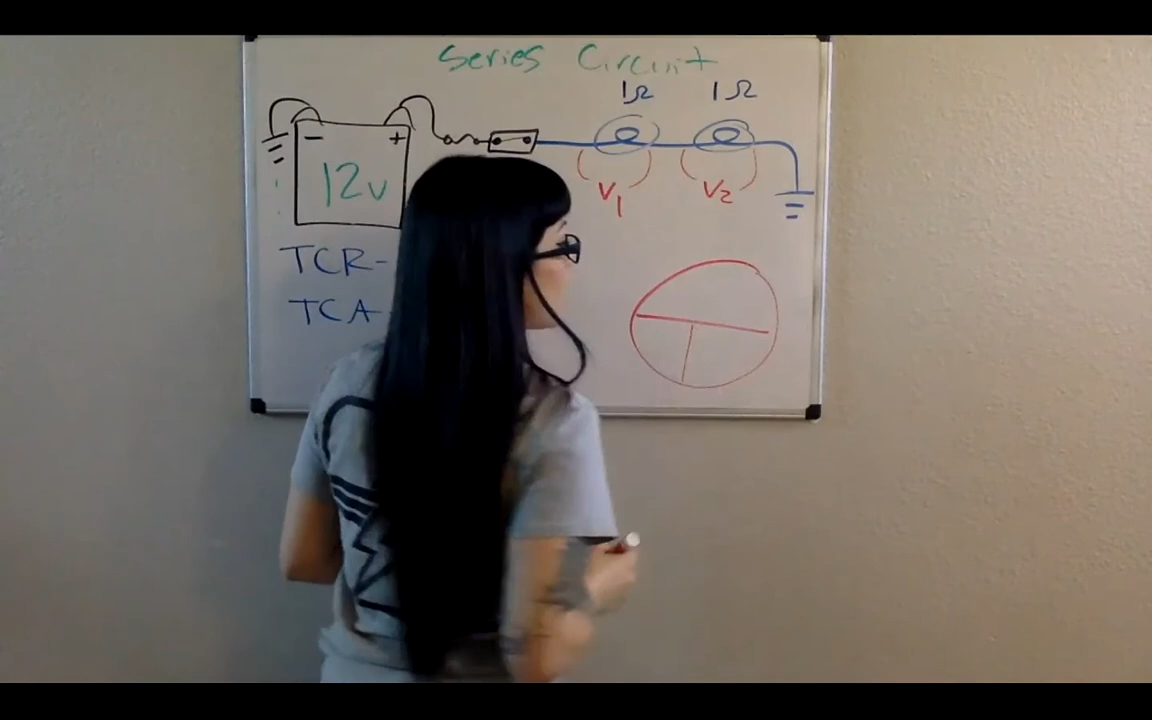 Series Circuit
1Ω 1Ω
- +
12v
V1 V2
TCR-
TCA-